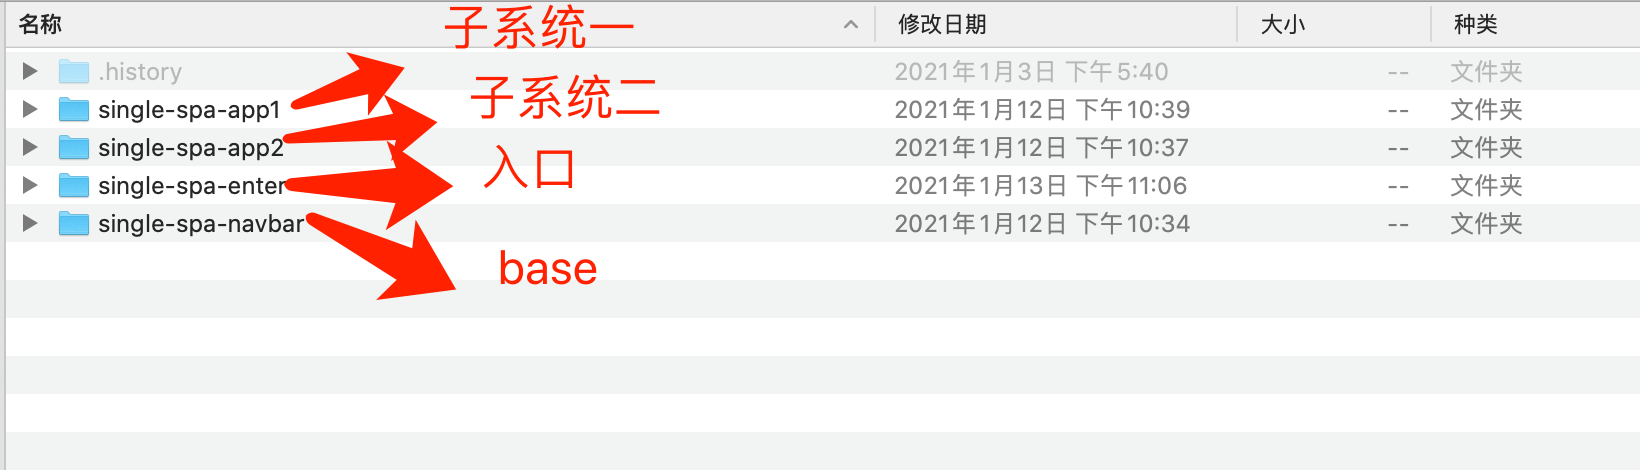 名称 修改日期 大小 种类
子系统一
.history 2021年1月3日 下午5:40 -- 文件夹
子系统二
single-spa-app1 2021年1月12日 下午10:39 -- 文件夹
single-spa-app2 2021年1月12日 下午10:37 -- 文件夹
入口
single-spa-enter 2021年1月13日 下午11:06 -- 文件夹
single-spa-navbar 2021年1月12日 下午10:34 -- 文件夹
base